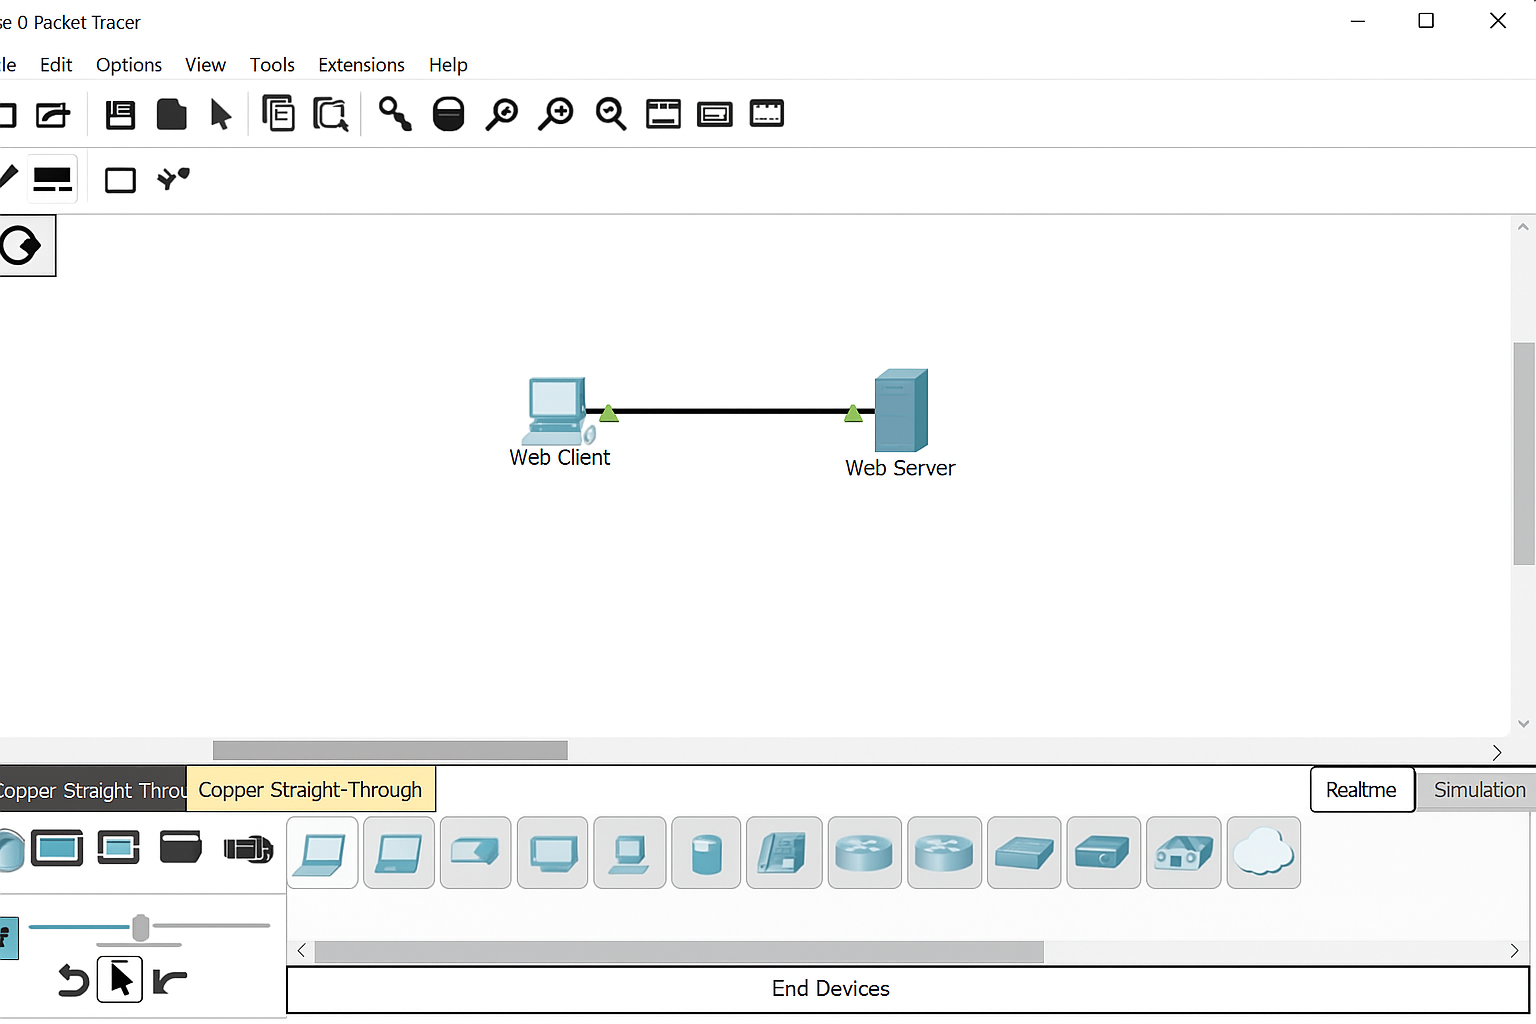 se 0 Packet Tracer
le Edit Options View Tools Extensions Help
Web Client
Web Server
Copper Straight Throu
Copper Straight-Through
Realtme
Simulation
End Devices